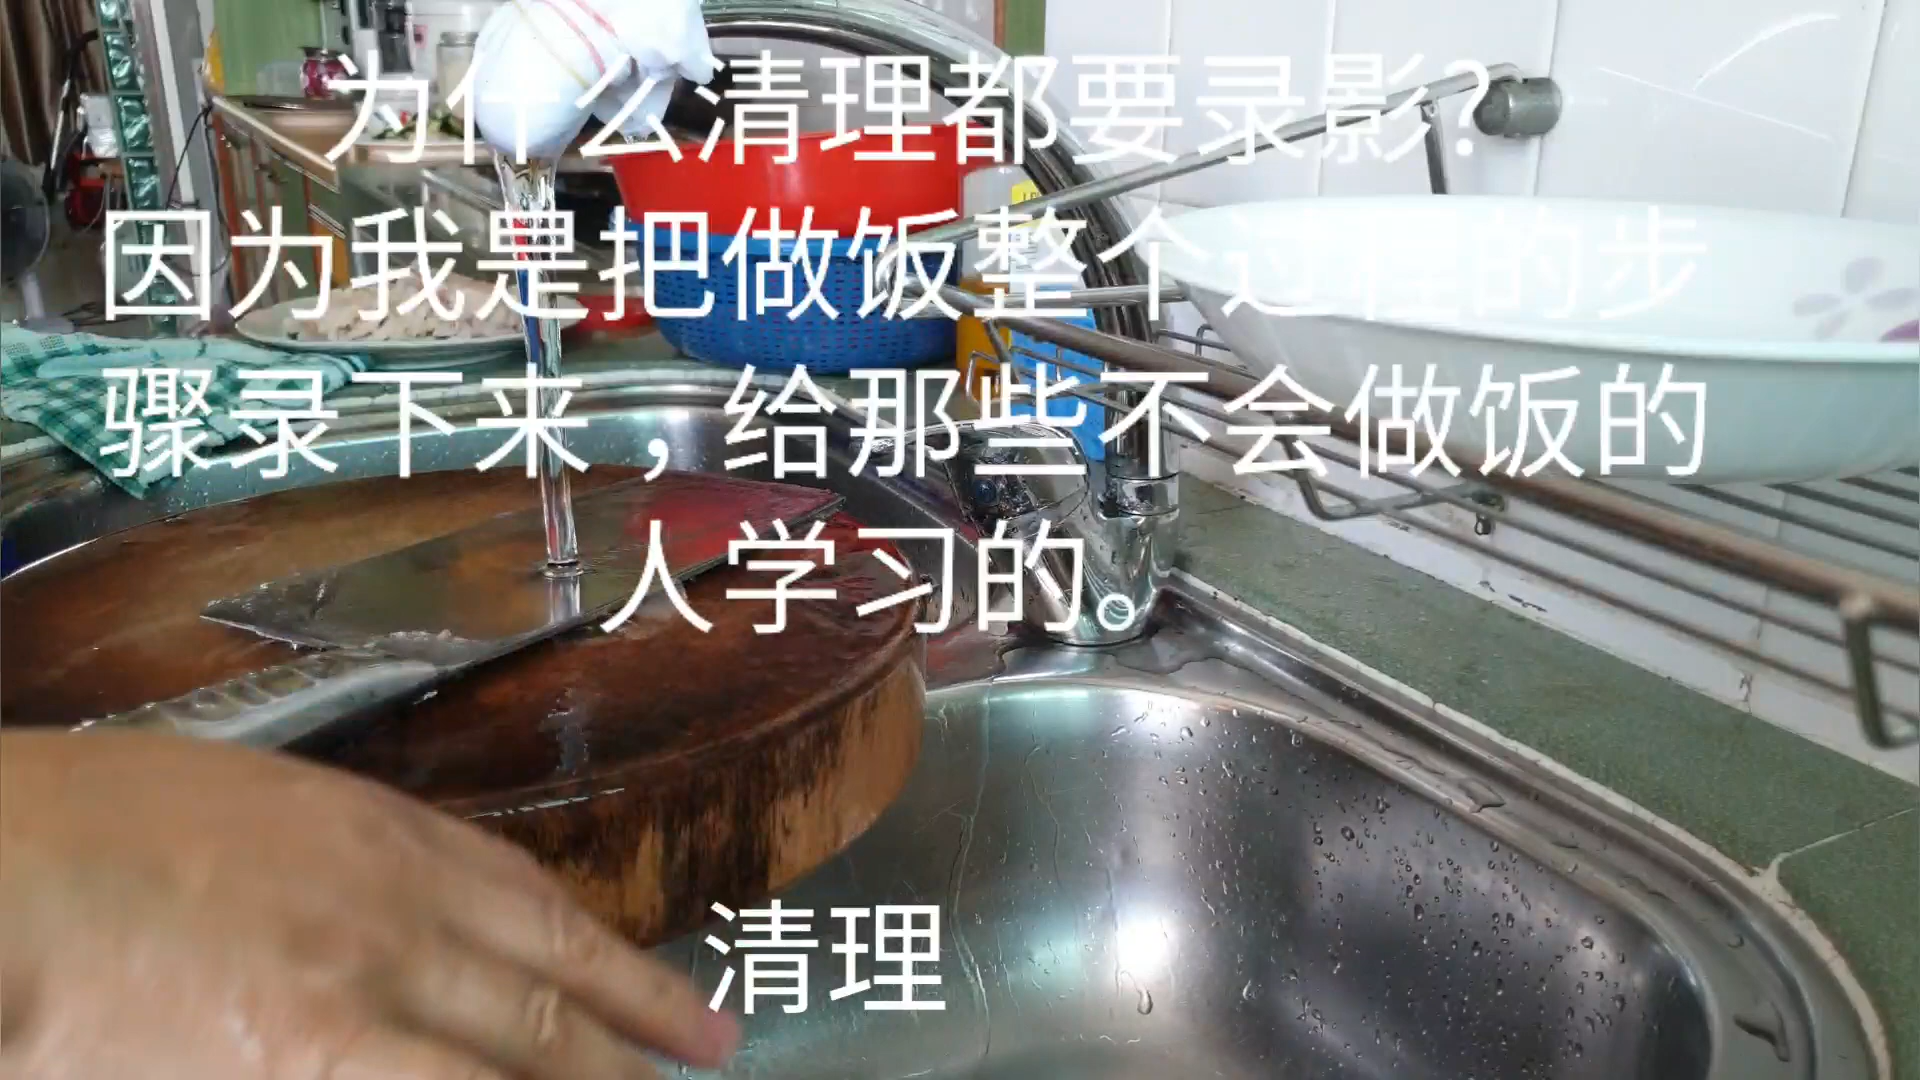 为什么清理都要录影?
因为我是把做饭整个过程的步
骤录下来，给那些不会做饭的
人学习的。
清理